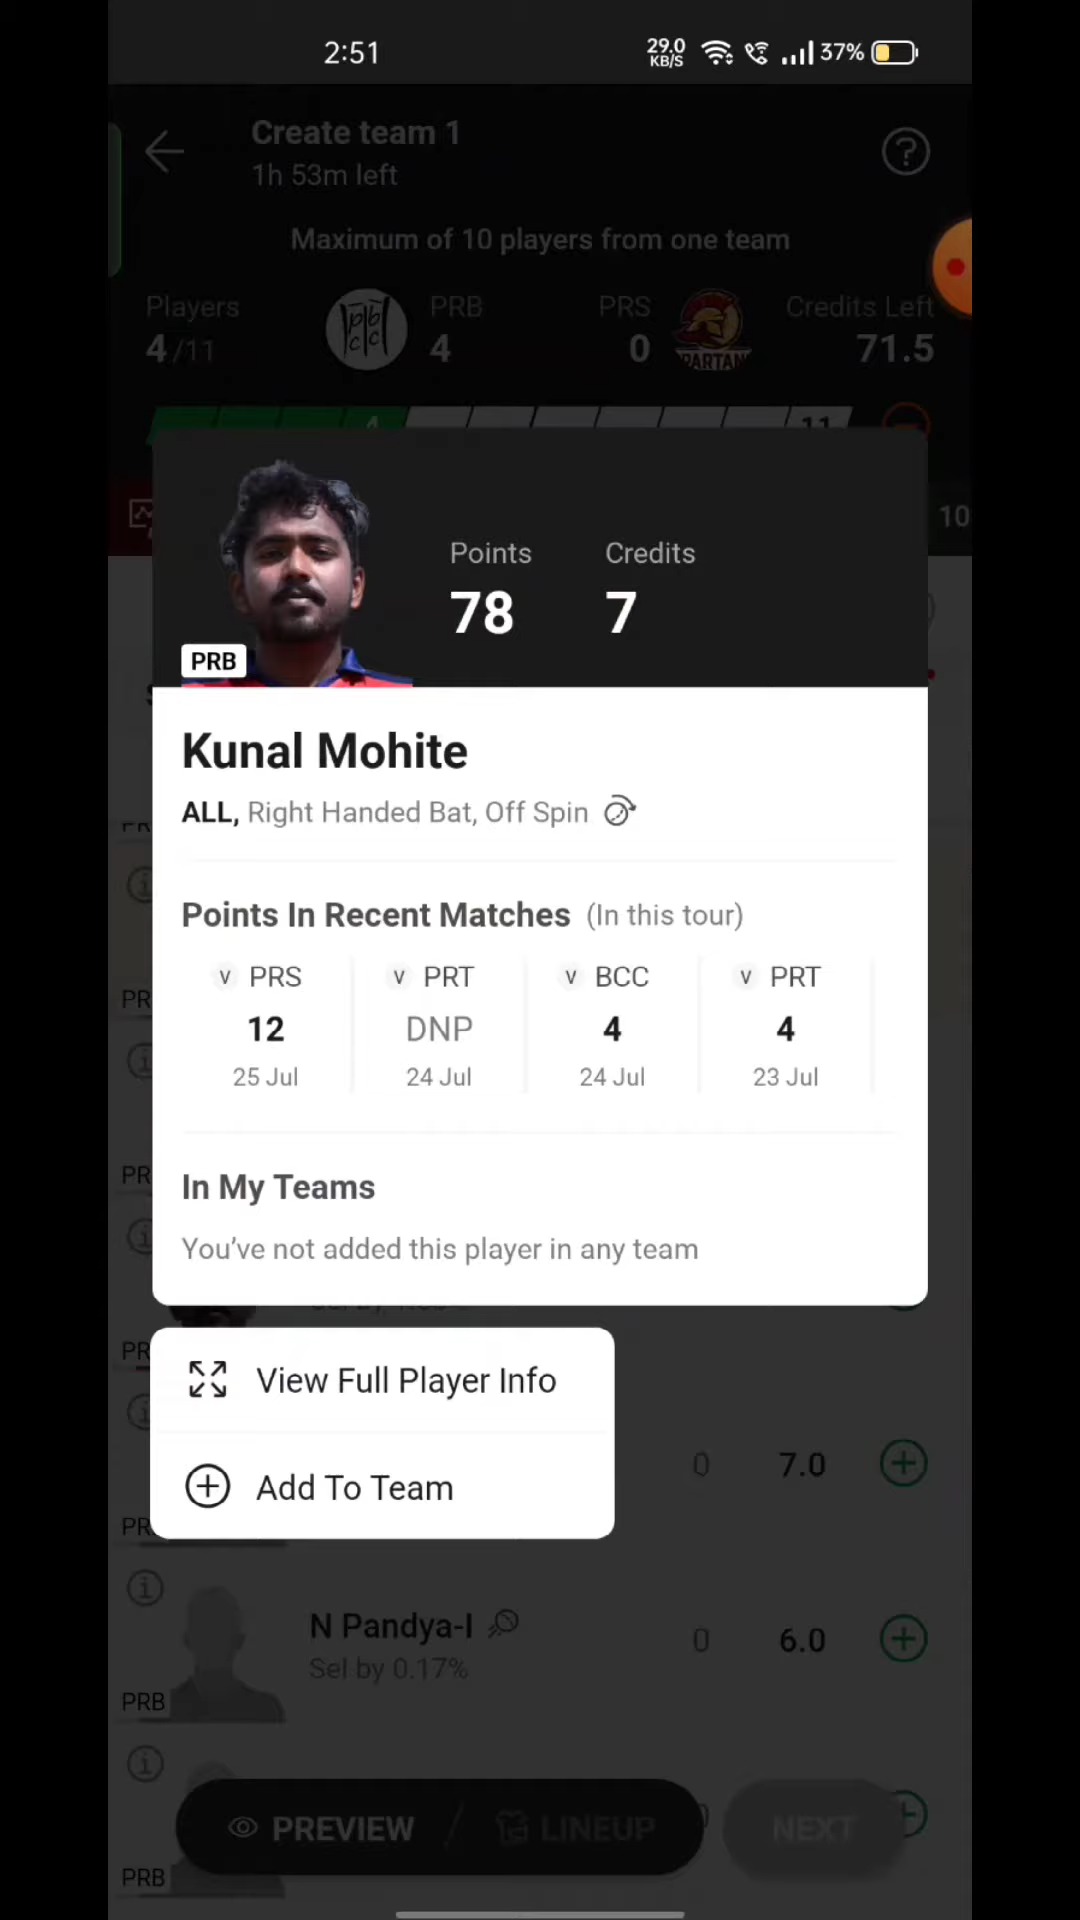 2:51
29.0
KB/S
37%
Create team 1
1h 53m left
Maximum of 10 players from one team
Players
PRB
PRS
Credits Left
4/11
4
0
71.5
PARTAN
4
11
10
Points
Credits
78
7
PRB
Kunal Mohite
ALL, Right Handed Bat, Off Spin
Points In Recent Matches (In this tour)
v PRS
v PRT
v BCC
v PRT
12
DNP
4
4
25 Jul
24 Jul
24 Jul
23 Jul
In My Teams
You've not added this player in any team
View Full Player Info
Add To Team
0
7.0
N Pandya-I
Sel by 0.17%
0
6.0
PRB
PREVIEW / LINEUP
NEXT
PRB